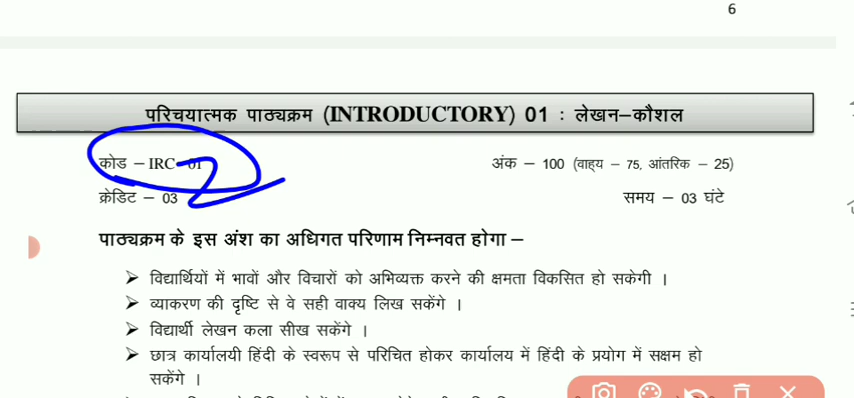 6
परिचयात्मक पाठ्यक्रम (INTRODUCTORY) 01 : लेखन–कौशल
कोड – IRC– 01 अंक – 100 (वाह्य – 75, आंतरिक – 25)
2
क्रेडिट – 03 समय – 03 घंटे
पाठ्यक्रम के इस अंश का अधिगत परिणाम निम्नवत होगा –
➢ विद्यार्थियों में भावों और विचारों को अभिव्यक्त करने की क्षमता विकसित हो सकेगी ।
➢ व्याकरण की दृष्टि से वे सही वाक्य लिख सकेंगे ।
➢ विद्यार्थी लेखन कला सीख सकेंगे ।
➢ छात्र कार्यालयी हिंदी के स्वरूप से परिचित होकर कार्यालय में हिंदी के प्रयोग में सक्षम हो
सकेंगे ।